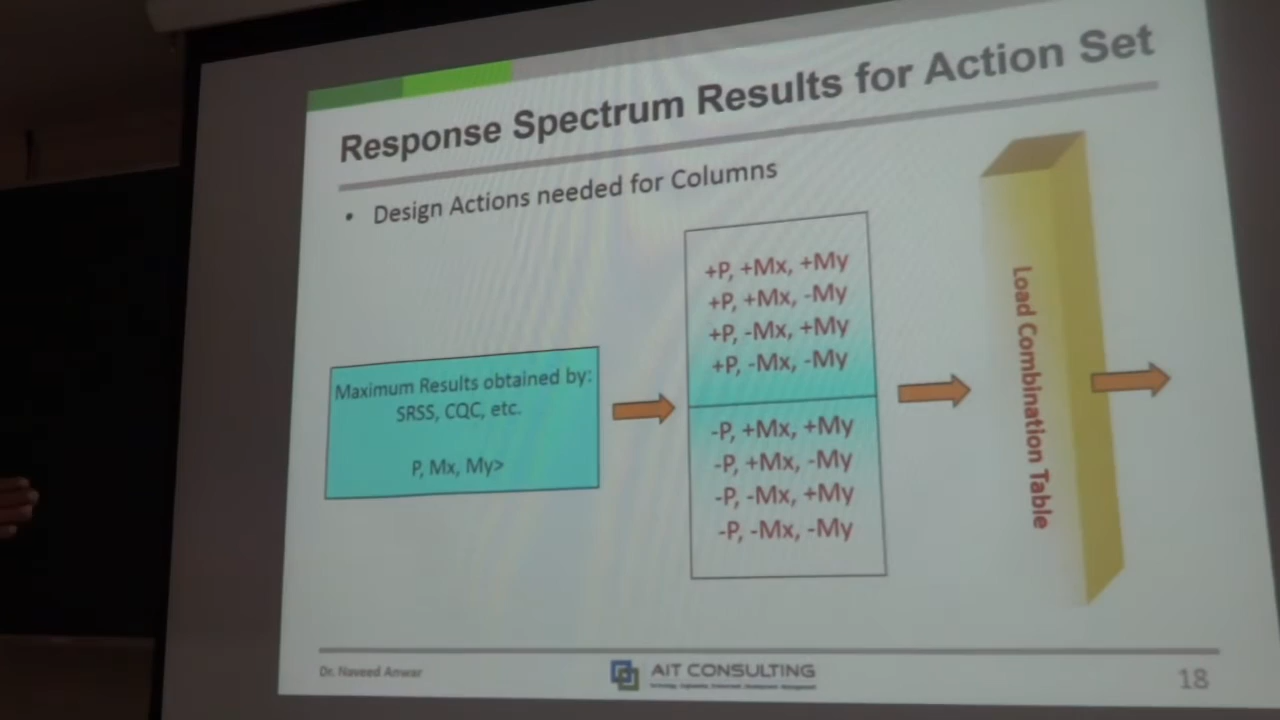 Response Spectrum Results for Action Set
• Design Actions needed for Columns
Maximum Results obtained by:
SRSS, CQC, etc.
P, Mx, My>
+P, +Mx, +My
+P, +Mx, -My
+P, -Mx, +My
+P, -Mx, -My
-P, +Mx, +My
-P, +Mx, -My
-P, -Mx, +My
-P, -Mx, -My
Load Combination Table
Dr. Naveed Anwar
AIT CONSULTING
18